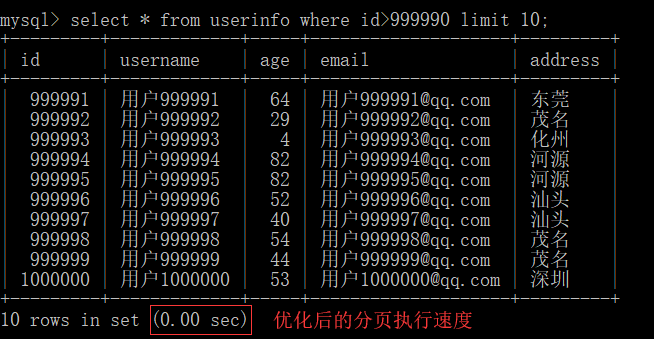 mysql> select * from userinfo where id>999990 limit 10;
+---------+-------------+-----+--------------------+---------+
| id | username | age | email | address |
+---------+-------------+-----+--------------------+---------+
| 999991 | 用户999991 | 64 | 用户999991@qq.com | 东莞 |
| 999992 | 用户999992 | 29 | 用户999992@qq.com | 茂名 |
| 999993 | 用户999993 | 4 | 用户999993@qq.com | 化州 |
| 999994 | 用户999994 | 82 | 用户999994@qq.com | 河源 |
| 999995 | 用户999995 | 82 | 用户999995@qq.com | 河源 |
| 999996 | 用户999996 | 52 | 用户999996@qq.com | 汕头 |
| 999997 | 用户999997 | 40 | 用户999997@qq.com | 汕头 |
| 999998 | 用户999998 | 54 | 用户999998@qq.com | 茂名 |
| 999999 | 用户999999 | 44 | 用户999999@qq.com | 茂名 |
| 1000000 | 用户1000000 | 53 | 用户1000000@qq.com | 深圳 |
+---------+-------------+-----+--------------------+---------+
10 rows in set (0.00 sec) 优化后的分页执行速度